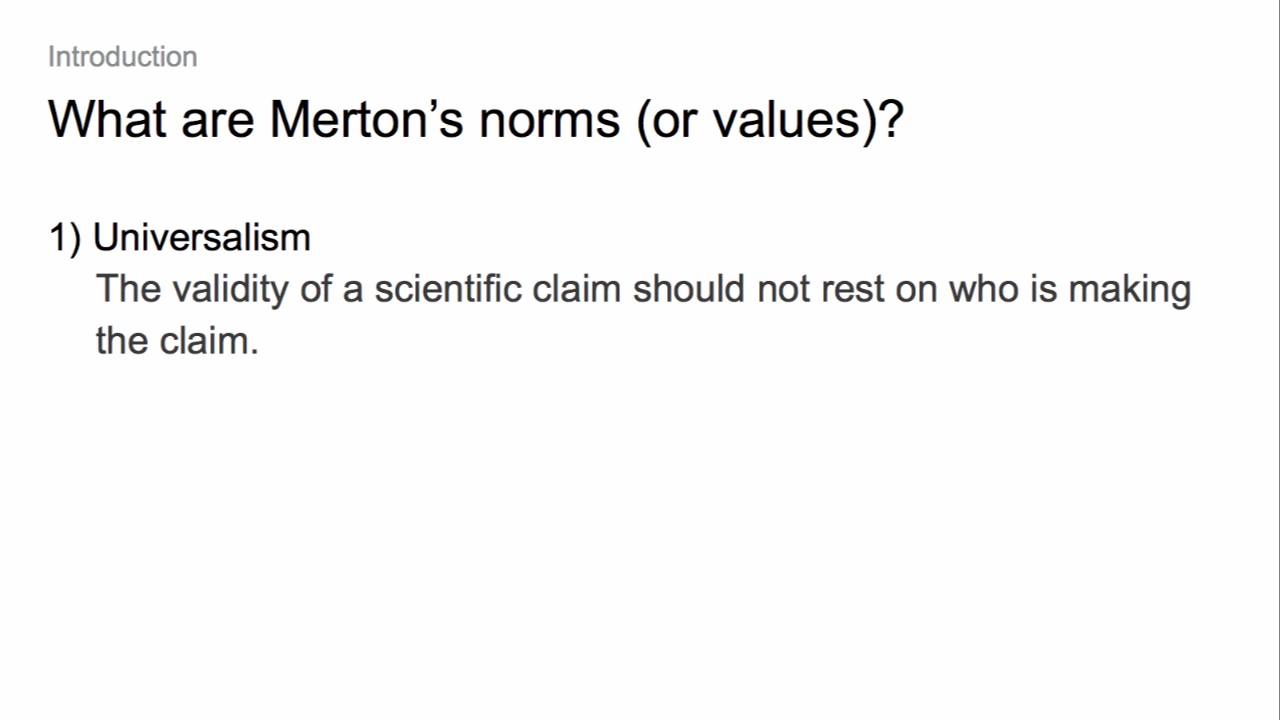 Introduction
What are Merton’s norms (or values)?
1) Universalism
The validity of a scientific claim should not rest on who is making
the claim.